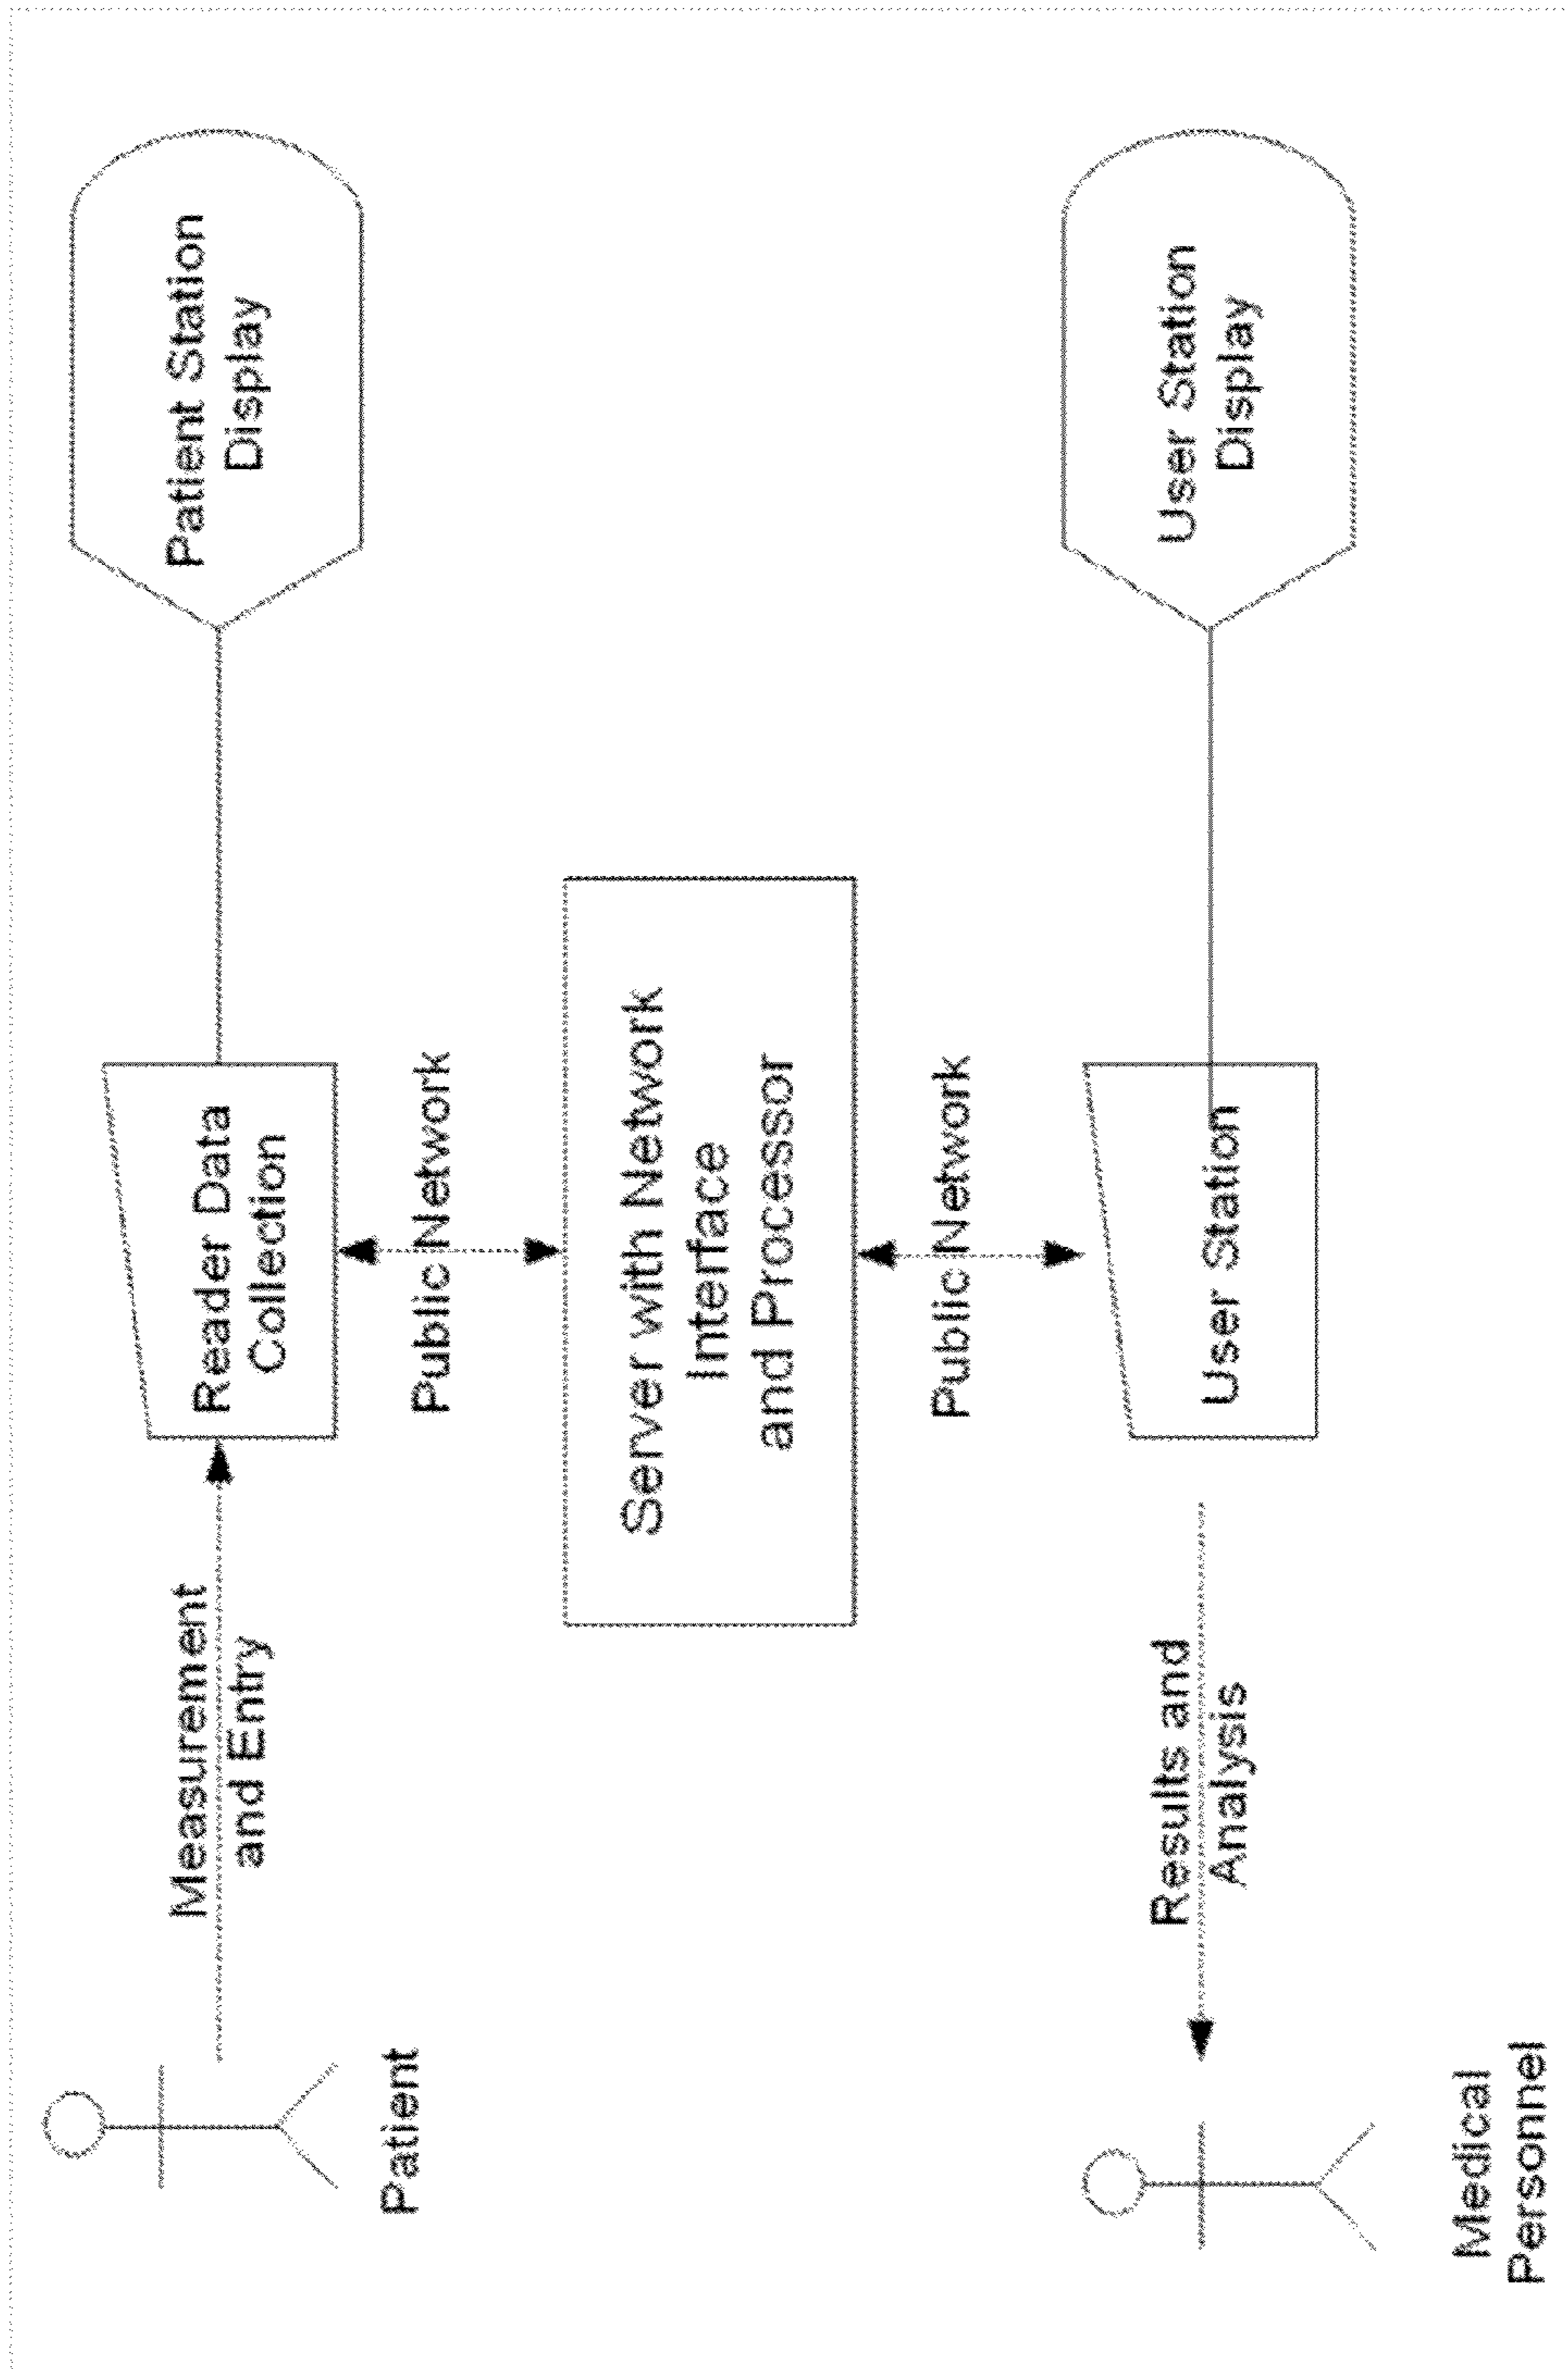 Patient
Measurement
and Entry
Reader Data
Collection
Patient Station
Display
Public Network
Server with Network
Interface
and Processor
Public Network
Medical
Personnel
Results and
Analysis
User Station
User Station
Display